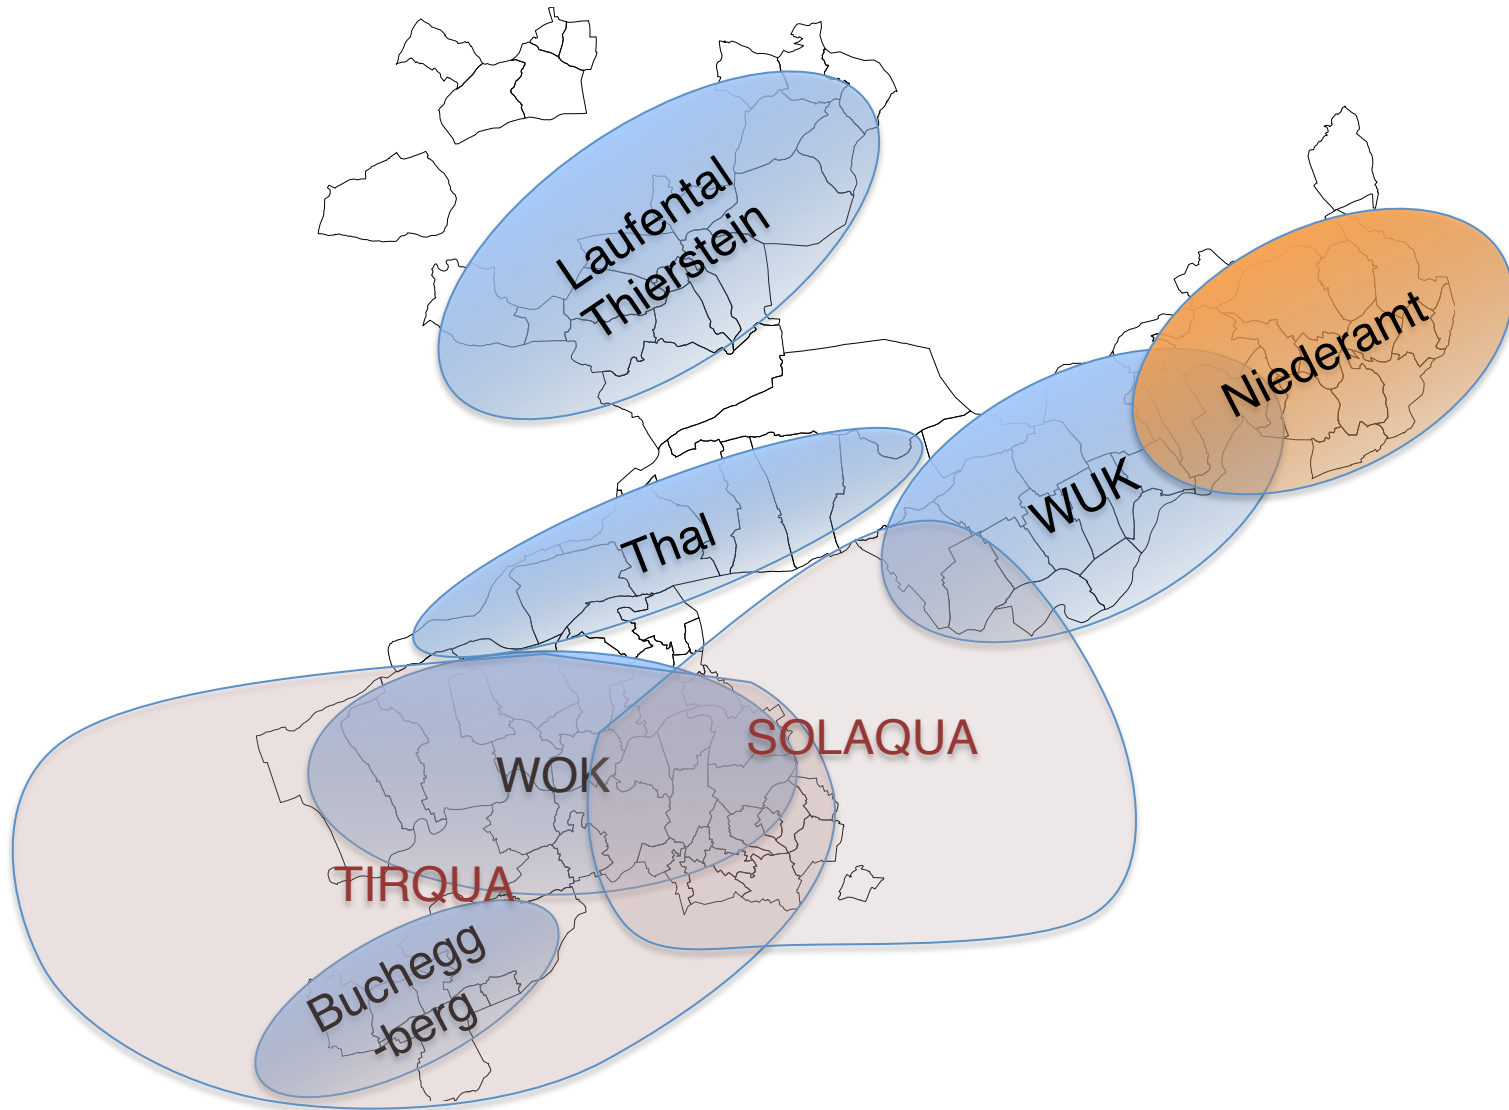 Laufental
Thierstein
Niederamt
WUK
Thal
SOLAQUA
WOK
TIRQUA
Buchegg
-berg